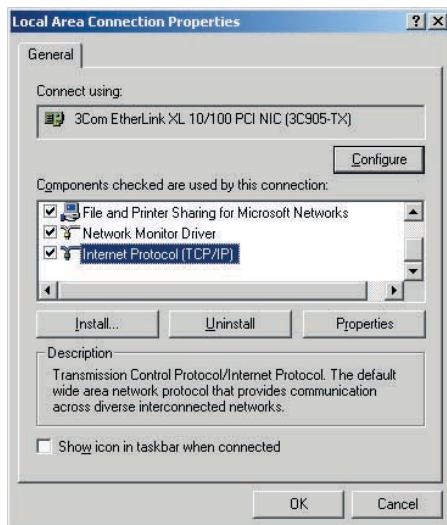 Local Area Connection Properties
General
Connect using:
3Com EtherLink XL 10/100 PCI NIC (3C905-TX)
Configure
Components checked are used by this connection:
File and Printer Sharing for Microsoft Networks
Network Monitor Driver
Internet Protocol (TCP/IP)
Install... Uninstall Properties
Description
Transmission Control Protocol/Internet Protocol. The default
wide area network protocol that provides communication
across diverse interconnected networks.
Show icon in taskbar when connected
OK Cancel